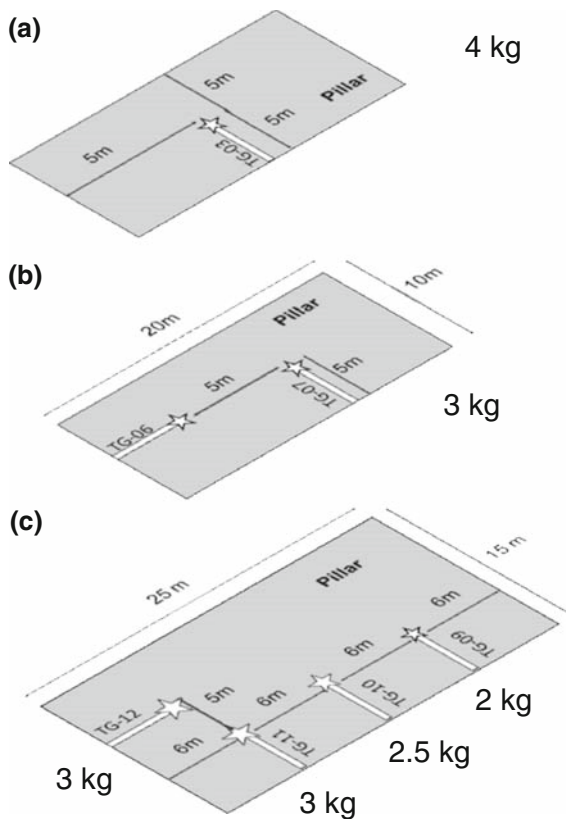 (a)
4 kg
5m
Pillar
5m
5m
TG-03
(b)
20m
10m
Pillar
5m
5m
TG-06
TG-07
3 kg
(c)
25 m
15 m
Pillar
6m
6m
TG-09
5m
6m
TG-10
TG-12
6m
TG-11
2 kg
2.5 kg
3 kg
3 kg